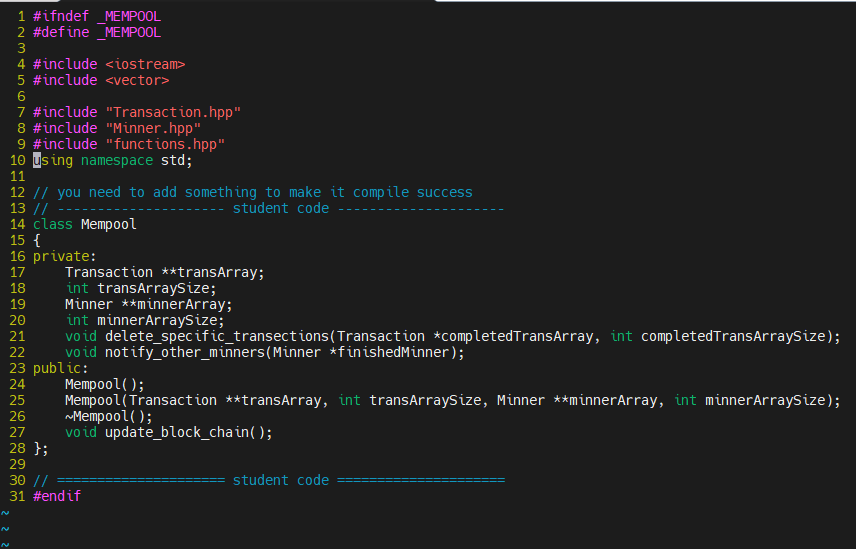 1 #ifndef _MEMPOOL
2 #define _MEMPOOL
3
4 #include <iostream>
5 #include <vector>
6
7 #include "Transaction.hpp"
8 #include "Minner.hpp"
9 #include "functions.hpp"
10 using namespace std;
11
12 // you need to add something to make it compile success
13 // --------------------- student code ---------------------
14 class Mempool
15 {
16 private:
17     Transaction **transArray;
18     int transArraySize;
19     Minner **minnerArray;
20     int minnerArraySize;
21     void delete_specific_transections(Transaction *completedTransArray, int completedTransArraySize);
22     void notify_other_minners(Minner *finishedMinner);
23 public:
24     Mempool();
25     Mempool(Transaction **transArray, int transArraySize, Minner **minnerArray, int minnerArraySize);
26     ~Mempool();
27     void update_block_chain();
28 };
29
30 // ===================== student code =====================
31 #endif
~
~
~